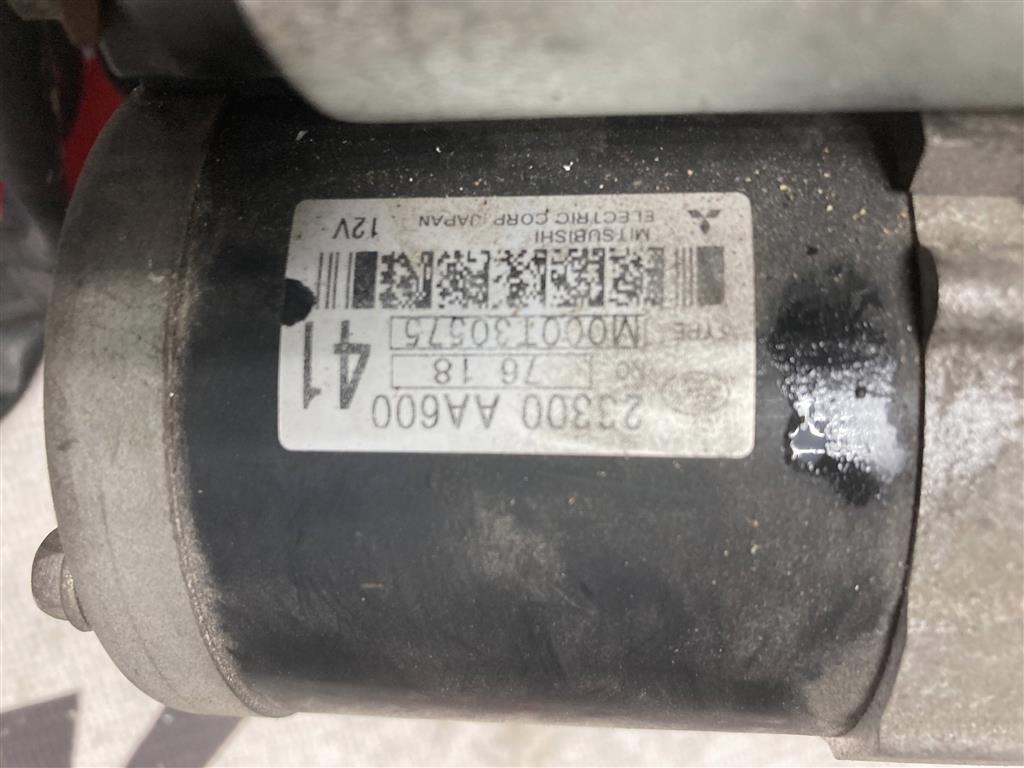 23300 AA600
NO 76 18 41
TYPE M000T30575
MITSUBISHI
ELECTRIC CORP. JAPAN 12V